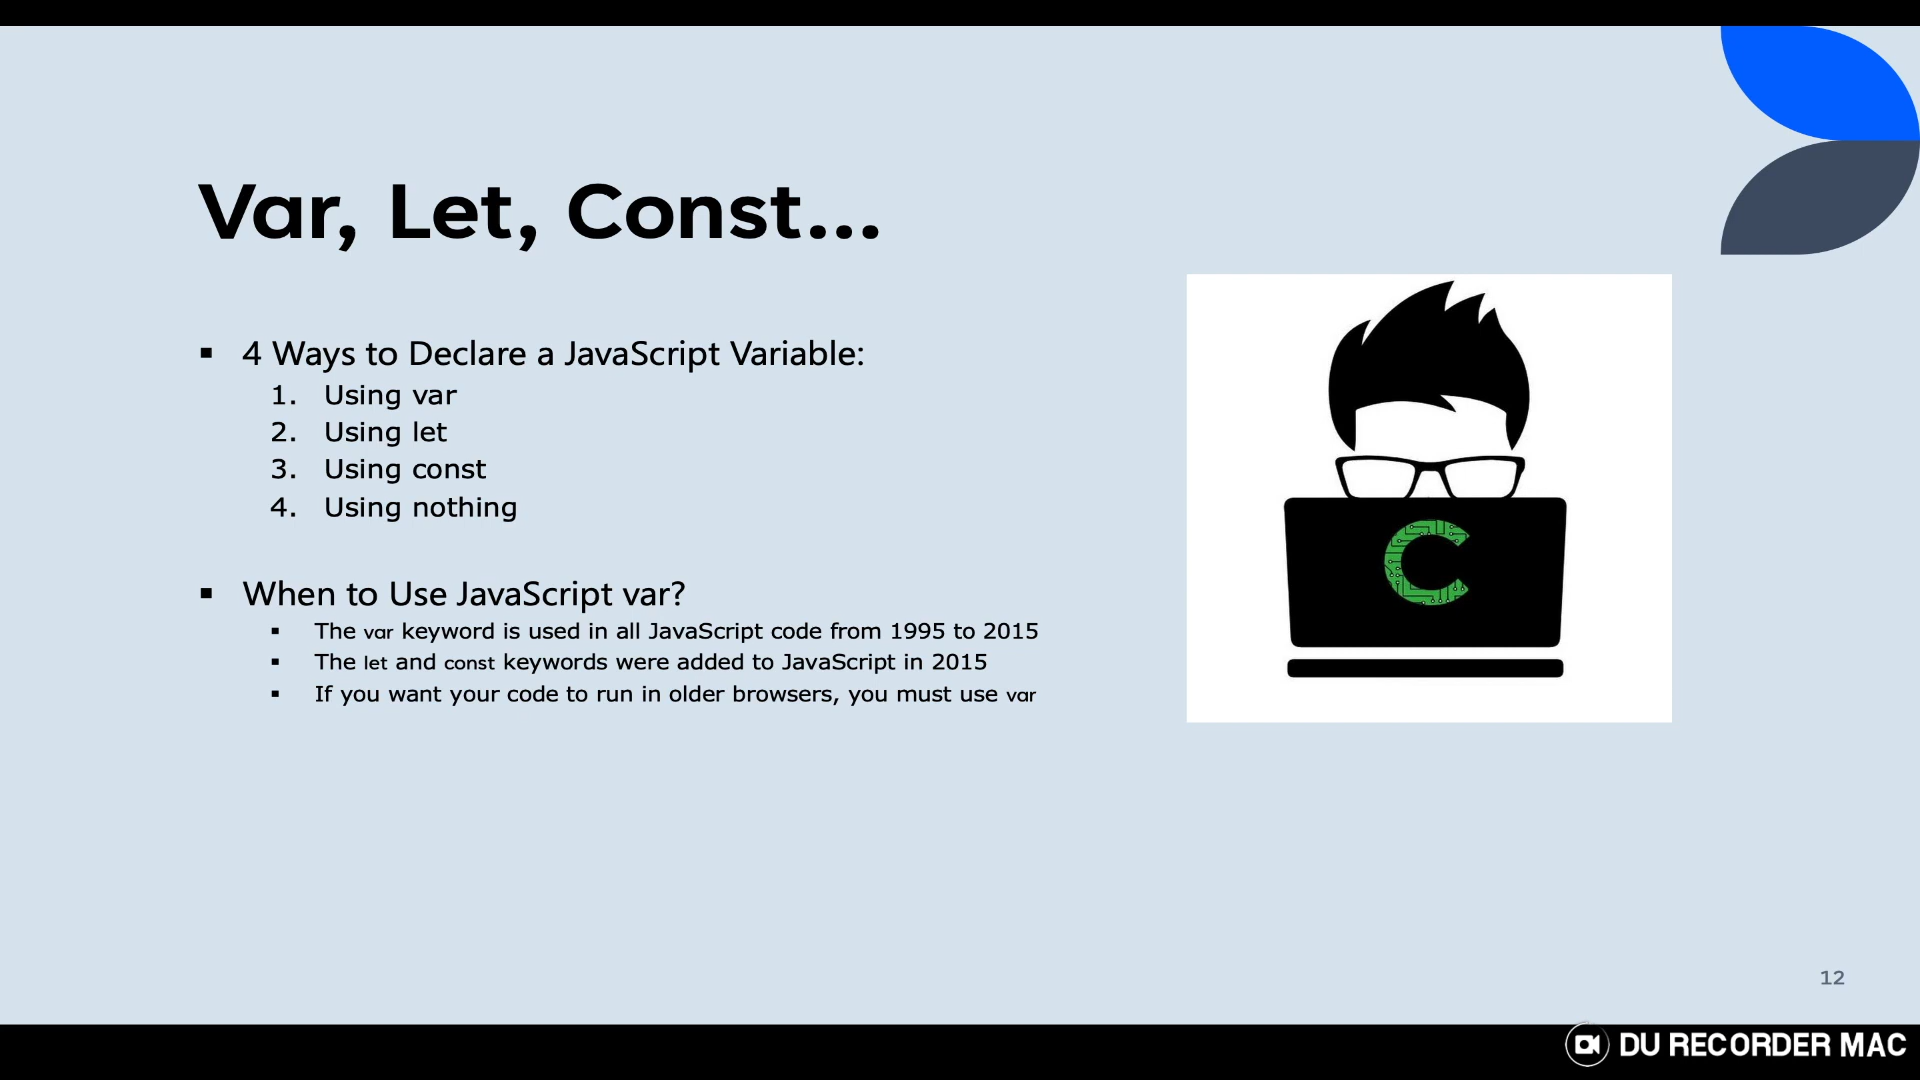 Var, Let, Const...
▪ 4 Ways to Declare a JavaScript Variable:
1. Using var
2. Using let
3. Using const
4. Using nothing
▪ When to Use JavaScript var?
▪ The var keyword is used in all JavaScript code from 1995 to 2015
▪ The let and const keywords were added to JavaScript in 2015
▪ If you want your code to run in older browsers, you must use var
C
12
DU RECORDER MAC